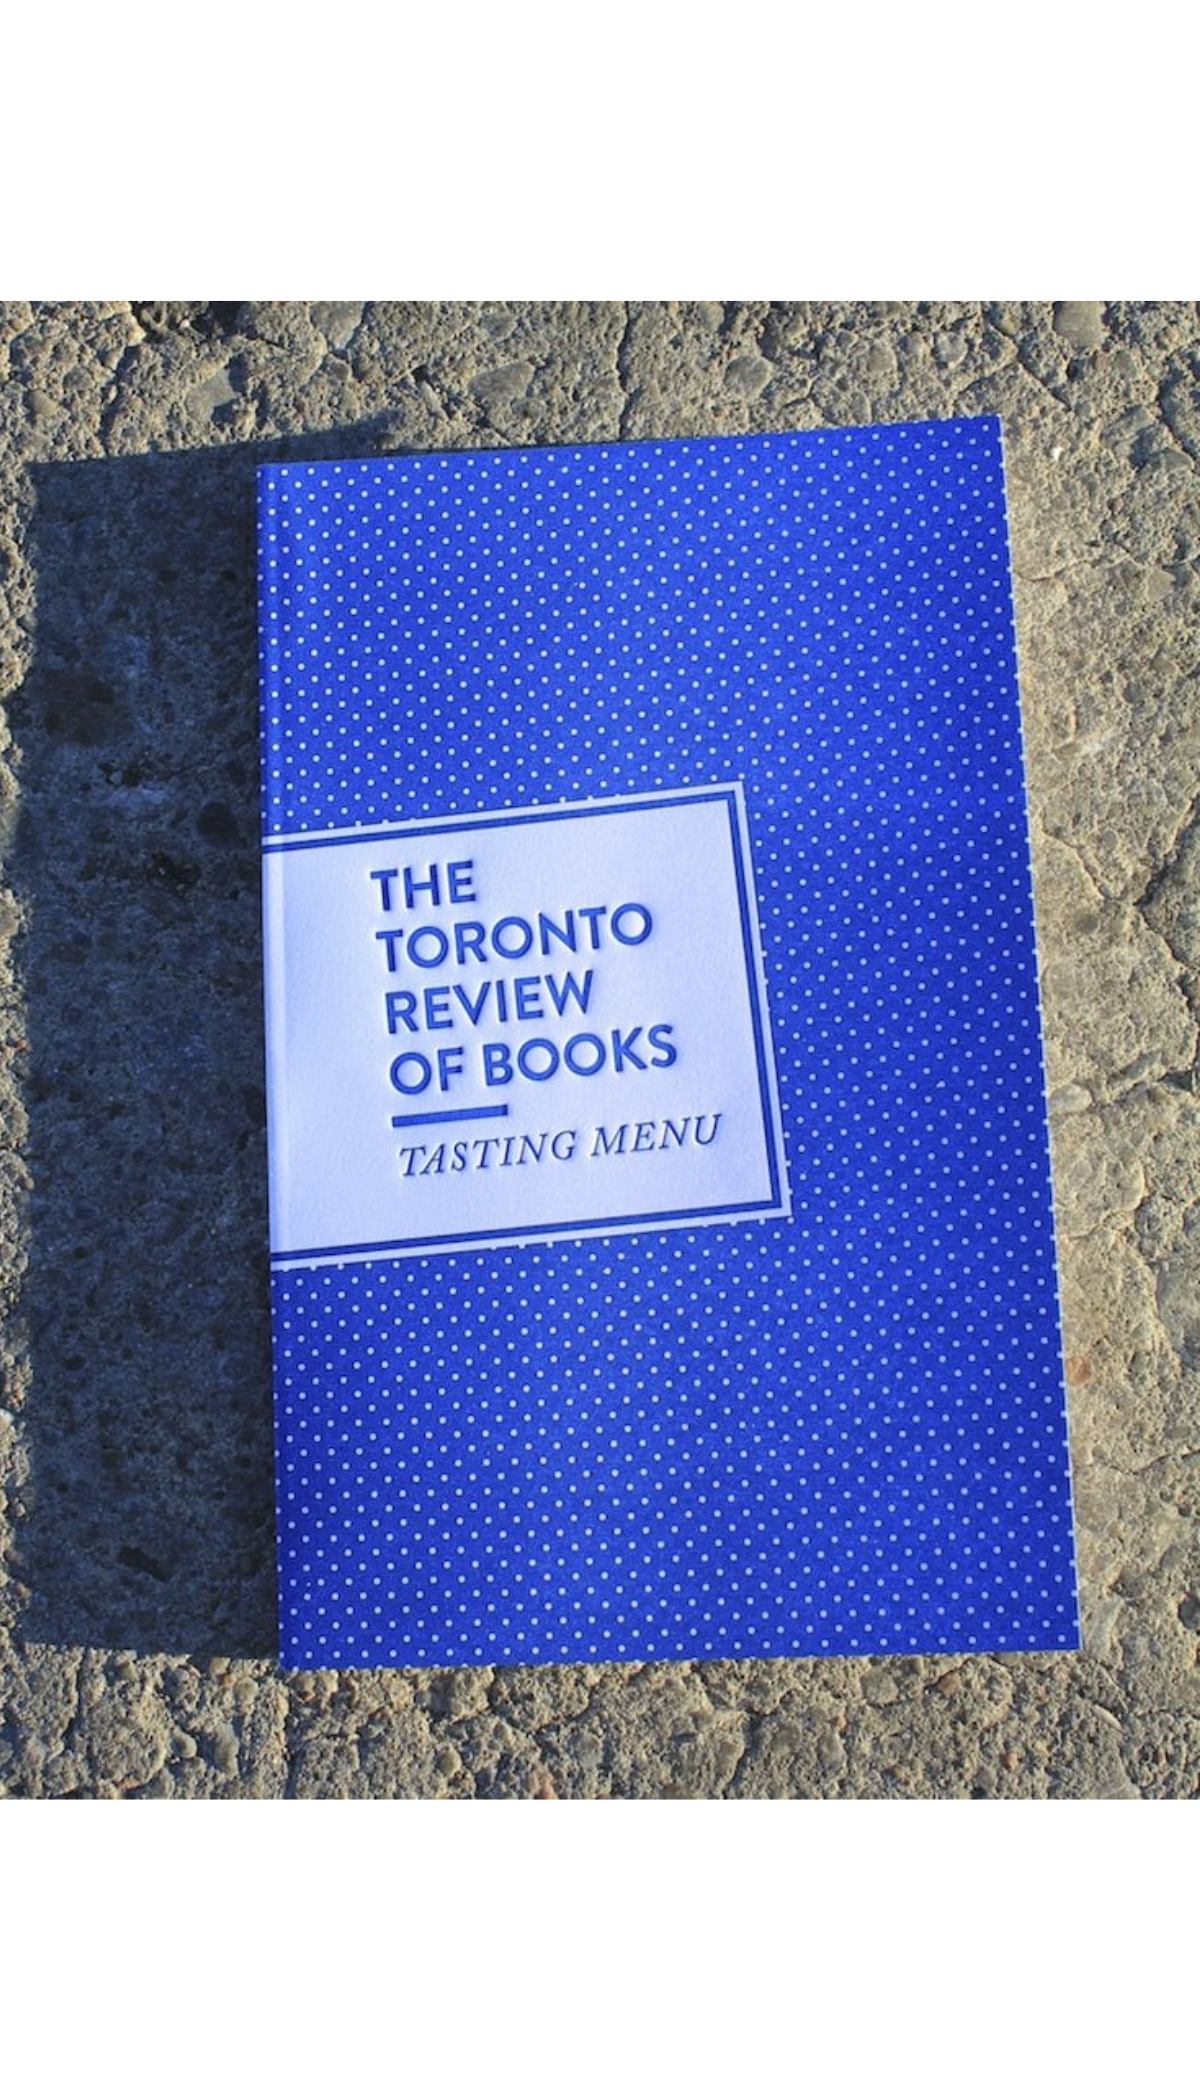 THE
TORONTO
REVIEW
OF BOOKS
TASTING MENU